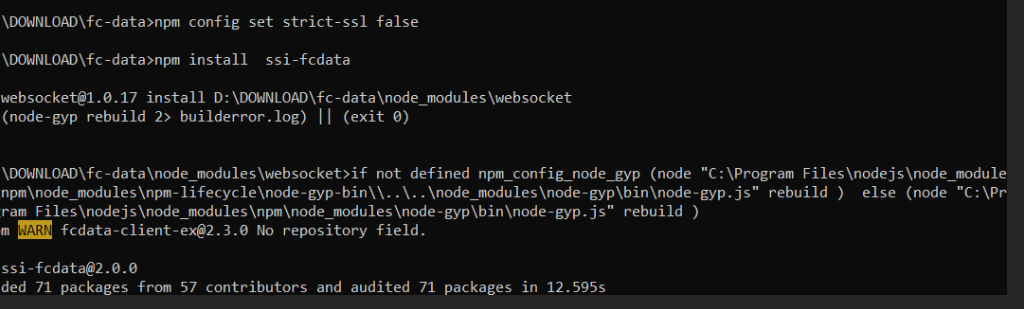 \DOWNLOAD\fc-data>npm config set strict-ssl false
\DOWNLOAD\fc-data>npm install  ssi-fcdata
websocket@1.0.17 install D:\DOWNLOAD\fc-data\node_modules\websocket
(node-gyp rebuild 2> builderror.log) || (exit 0)
\DOWNLOAD\fc-data\node_modules\websocket>if not defined npm_config_node_gyp (node "C:\Program Files\nodejs\node_module
npm\node_modules\npm-lifecycle\node-gyp-bin\\..\..\node_modules\node-gyp\bin\node-gyp.js" rebuild )  else (node "C:\Pr
ram Files\nodejs\node_modules\npm\node_modules\node-gyp\bin\node-gyp.js" rebuild )
m WARN fcdata-client-ex@2.3.0 No repository field.
ssi-fcdata@2.0.0
ded 71 packages from 57 contributors and audited 71 packages in 12.595s